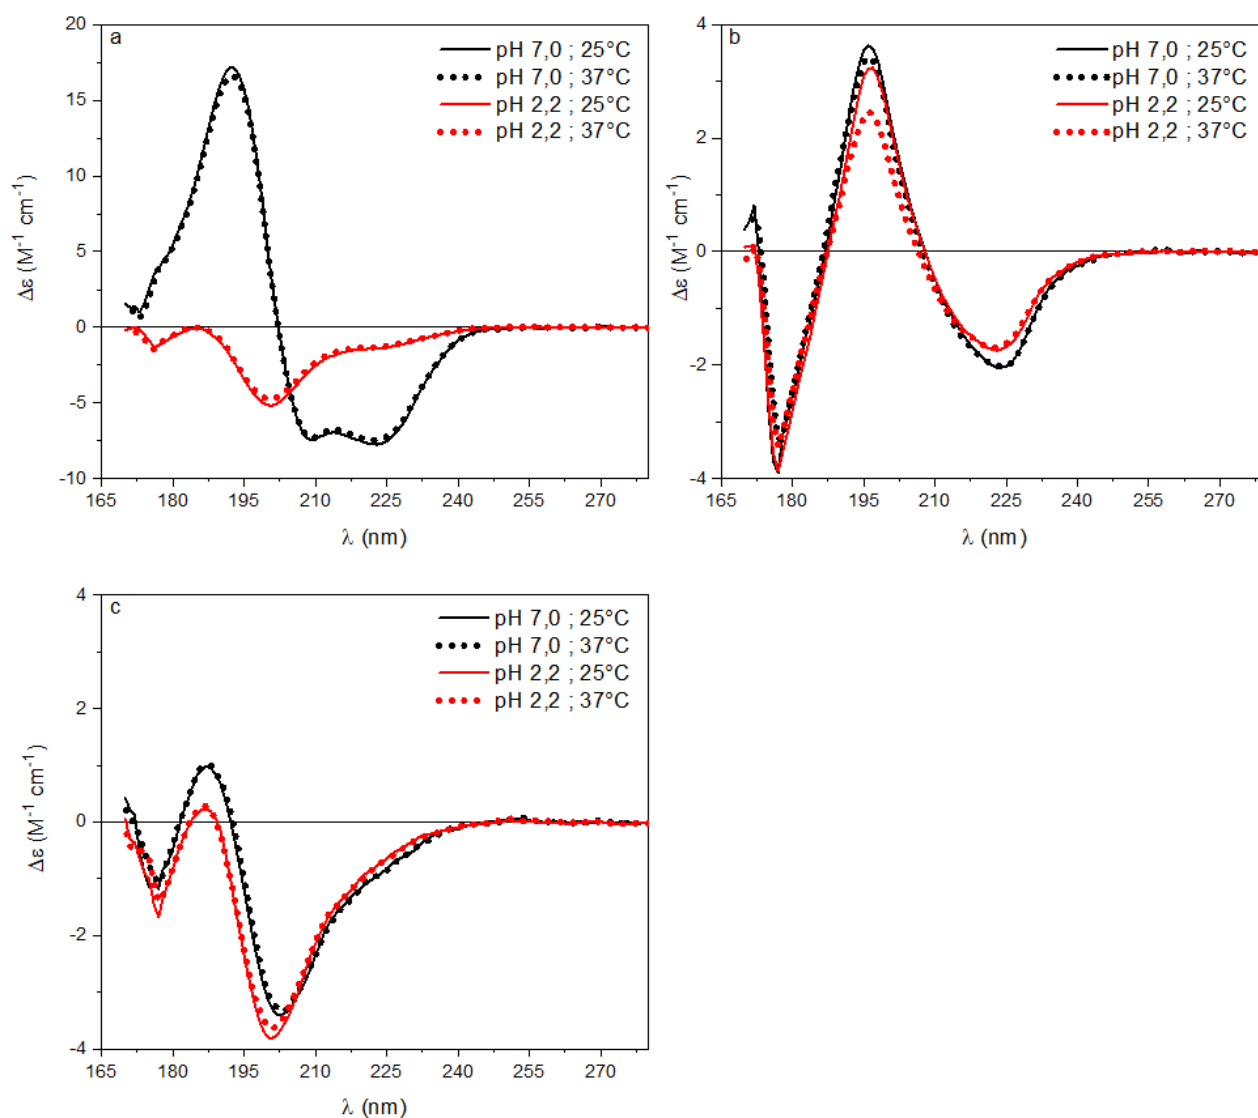 a
pH 7,0 ; 25°C
pH 7,0 ; 37°C
pH 2,2 ; 25°C
pH 2,2 ; 37°C
20
15
10
5
0
-5
-10
Δε (M⁻¹ cm⁻¹)
165 180 195 210 225 240 255 270
λ (nm)
b
pH 7,0 ; 25°C
pH 7,0 ; 37°C
pH 2,2 ; 25°C
pH 2,2 ; 37°C
4
2
0
-2
-4
Δε (M⁻¹ cm⁻¹)
165 180 195 210 225 240 255 270
λ (nm)
c
pH 7,0 ; 25°C
pH 7,0 ; 37°C
pH 2,2 ; 25°C
pH 2,2 ; 37°C
4
2
0
-2
-4
Δε (M⁻¹ cm⁻¹)
165 180 195 210 225 240 255 270
λ (nm)